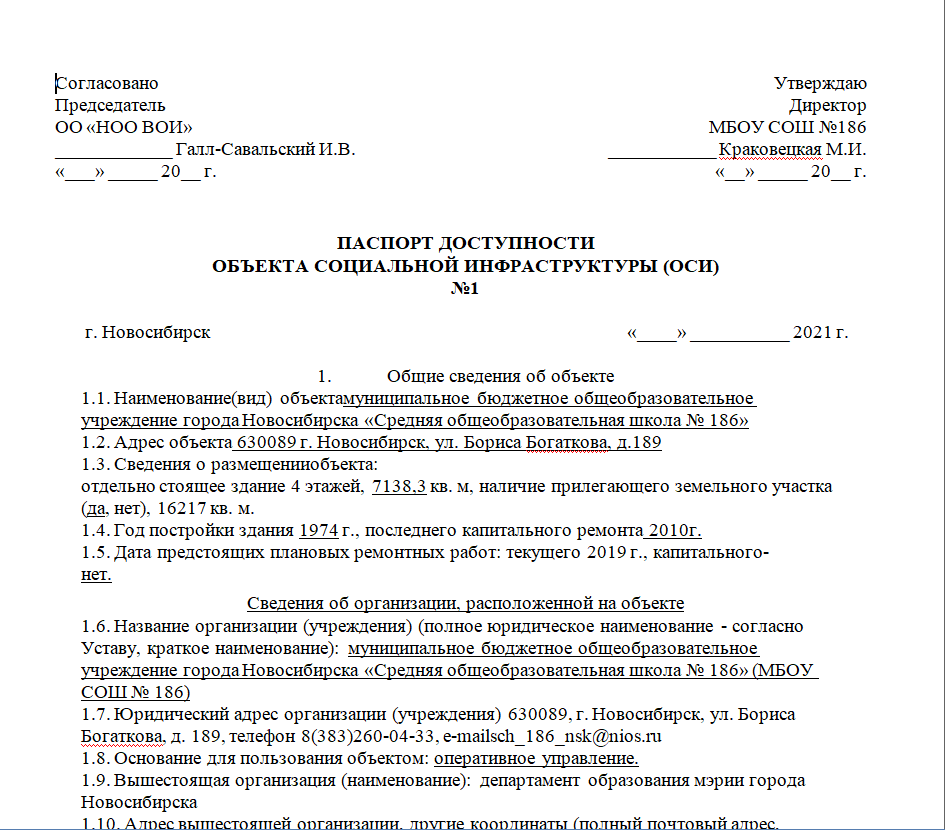 Согласовано Утверждаю
Председатель Директор
ОО «НОО ВОИ» МБОУ СОШ №186
_____________ Галл-Савальский И.В. ____________ Краковецкая М.И.
«___» _____ 20__ г. «__» _____ 20__ г.
ПАСПОРТ ДОСТУПНОСТИ
ОБЪЕКТА СОЦИАЛЬНОЙ ИНФРАСТРУКТУРЫ (ОСИ)
№1
г. Новосибирск «____» ___________ 2021 г.
1. Общие сведения об объекте
1.1. Наименование(вид) объектамуниципальное бюджетное общеобразовательное
учреждение города Новосибирска «Средняя общеобразовательная школа № 186»
1.2. Адрес объекта 630089 г. Новосибирск, ул. Бориса Богаткова, д.189
1.3. Сведения о размещенииобъекта:
отдельно стоящее здание 4 этажей, 7138,3 кв. м, наличие прилегающего земельного участка
(да, нет), 16217 кв. м.
1.4. Год постройки здания 1974 г., последнего капитального ремонта 2010г.
1.5. Дата предстоящих плановых ремонтных работ: текущего 2019 г., капитального-
нет.
Сведения об организации, расположенной на объекте
1.6. Название организации (учреждения) (полное юридическое наименование - согласно
Уставу, краткое наименование): муниципальное бюджетное общеобразовательное
учреждение города Новосибирска «Средняя общеобразовательная школа № 186» (МБОУ
СОШ № 186)
1.7. Юридический адрес организации (учреждения) 630089, г. Новосибирск, ул. Бориса
Богаткова, д. 189, телефон 8(383)260-04-33, e-mailsch_186_nsk@nios.ru
1.8. Основание для пользования объектом: оперативное управление.
1.9. Вышестоящая организация (наименование): департамент образования мэрии города
Новосибирска
1.10. Адрес вышестоящей организации, другие координаты (полный почтовый адрес,